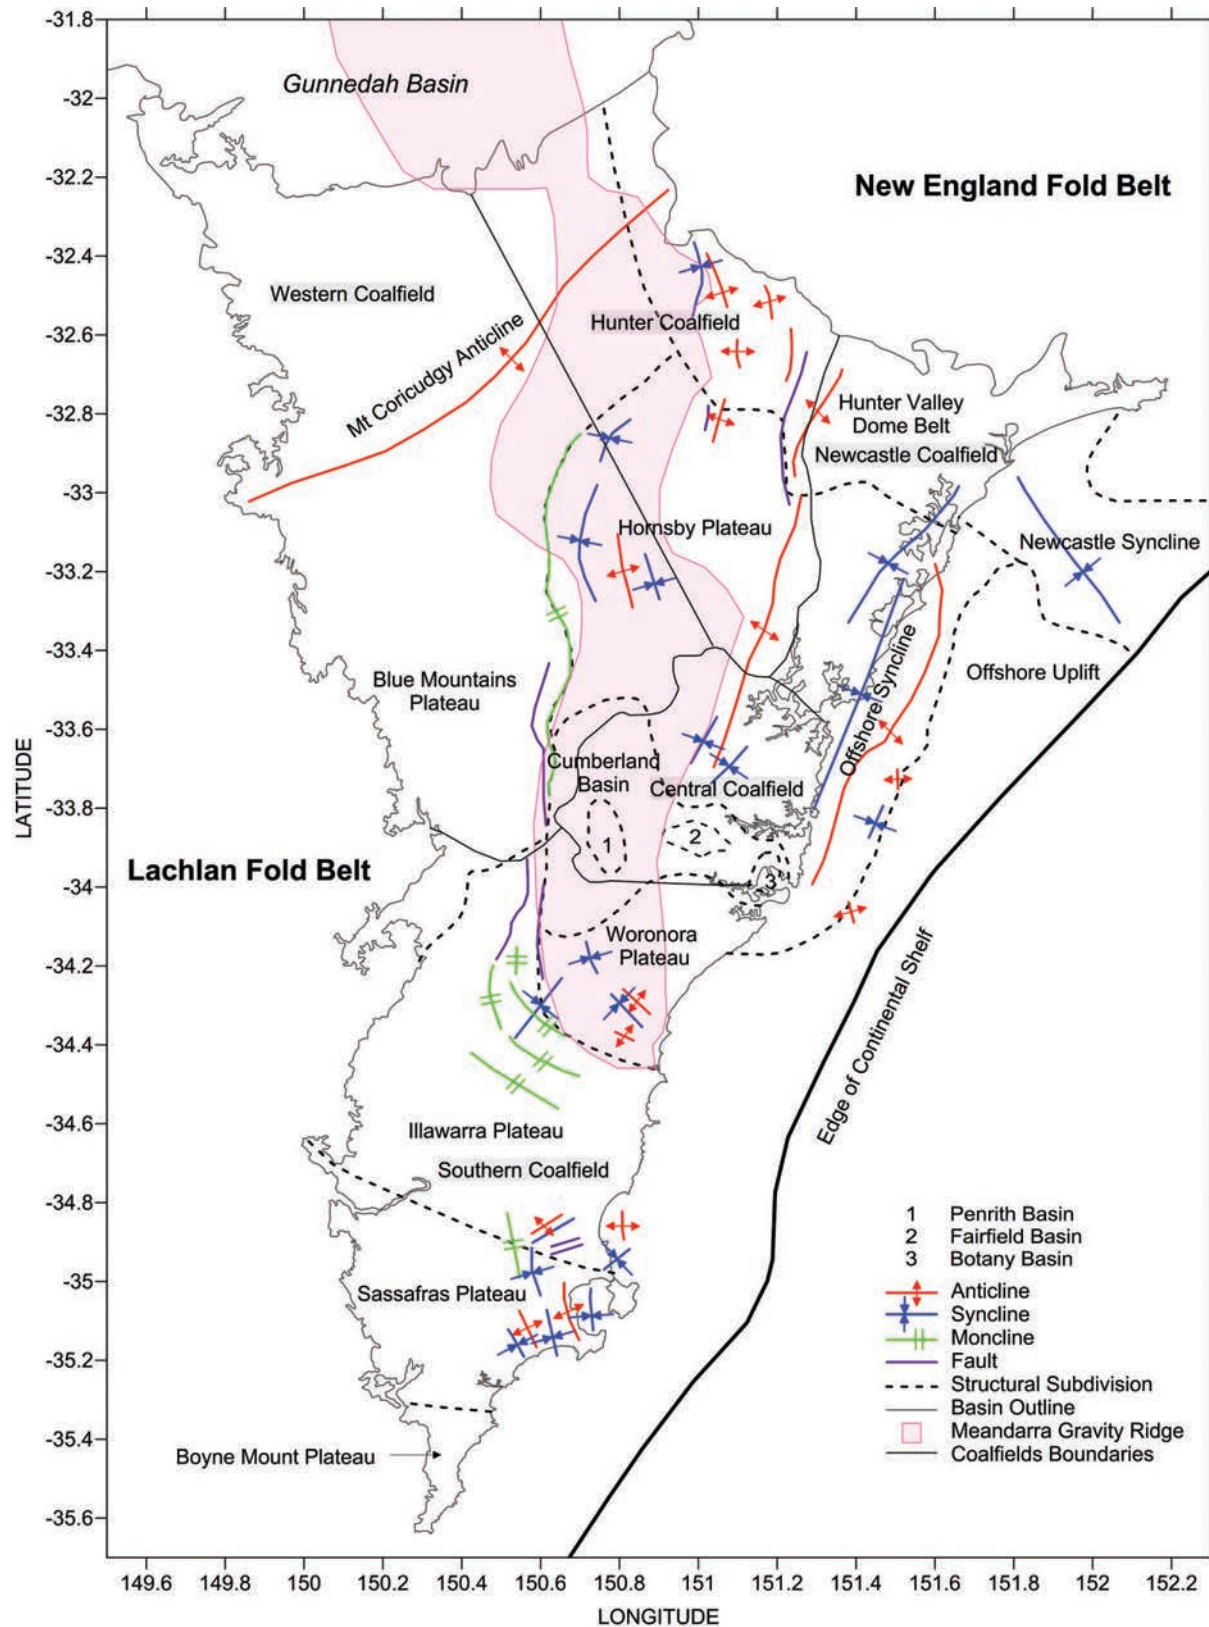 -31.8
-32
-32.2
-32.4
-32.6
-32.8
-33
-33.2
-33.4
-33.6
-33.8
-34
-34.2
-34.4
-34.6
-34.8
-35
-35.2
-35.4
-35.6
LATITUDE
Gunnedah Basin
New England Fold Belt
Western Coalfield
Hunter Coalfield
Mt Coricudgy Anticline
Hunter Valley
Dome Belt
Newcastle Coalfield
Hornsby Plateau
Newcastle Syncline
Blue Mountains
Plateau
Offshore Syncline
Offshore Uplift
Cumberland
Basin
Central Coalfield
1
2
3
Lachlan Fold Belt
Woronora
Plateau
Edge of Continental Shelf
Illawarra Plateau
Southern Coalfield
Sassafras Plateau
Boyne Mount Plateau
1 Penrith Basin
2 Fairfield Basin
3 Botany Basin
Anticline
Syncline
Moncline
Fault
Structural Subdivision
Basin Outline
Meandarra Gravity Ridge
Coalfields Boundaries
149.6 149.8 150 150.2 150.4 150.6 150.8 151 151.2 151.4 151.6 151.8 152 152.2
LONGITUDE